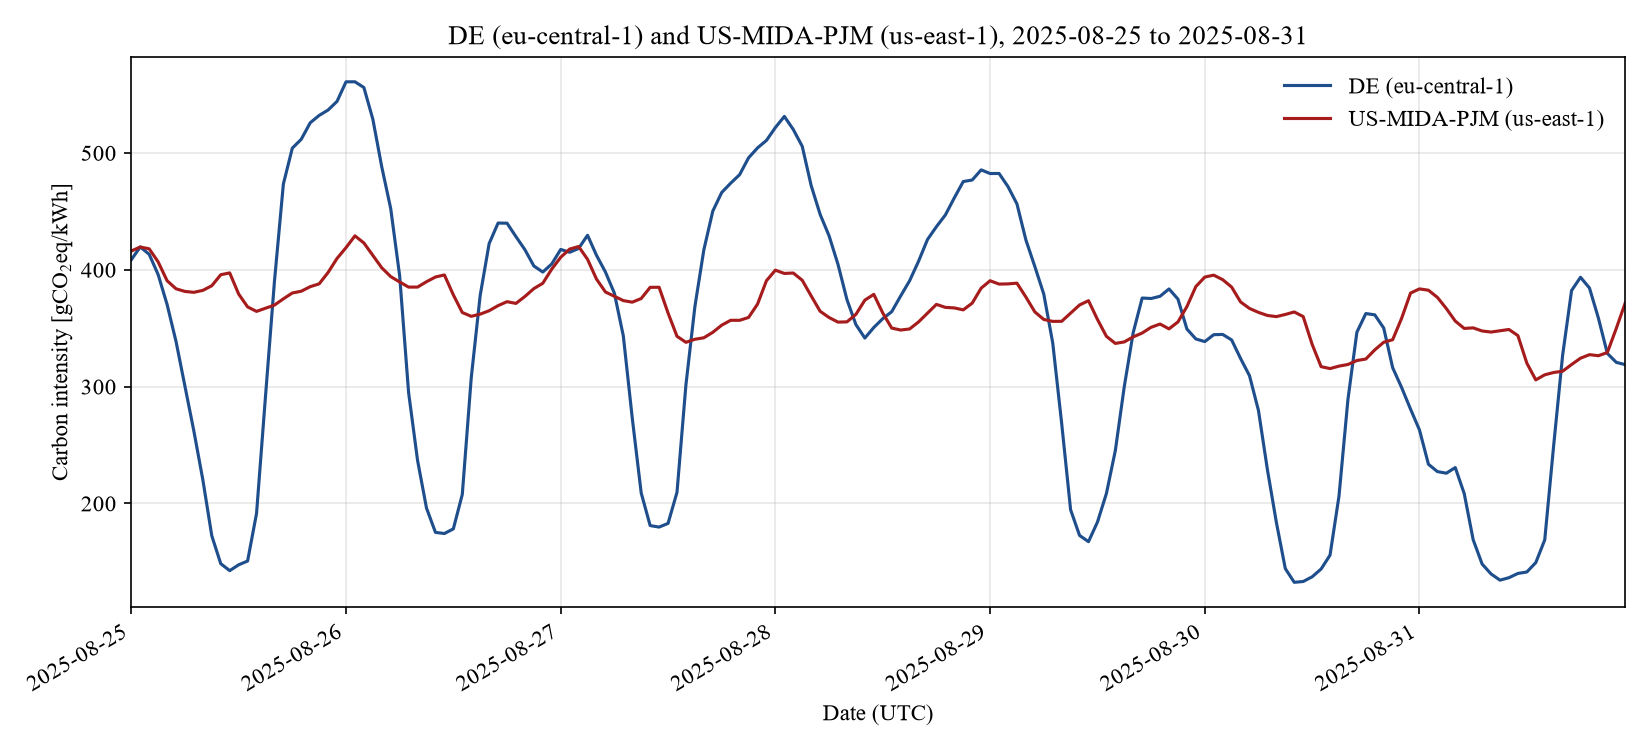 DE (eu-central-1) and US-MIDA-PJM (us-east-1), 2025-08-25 to 2025-08-31
DE (eu-central-1)
US-MIDA-PJM (us-east-1)
Carbon intensity [gCO₂eq/kWh]
500
400
300
200
2025-08-25
2025-08-26
2025-08-27
2025-08-28
2025-08-29
2025-08-30
2025-08-31
Date (UTC)